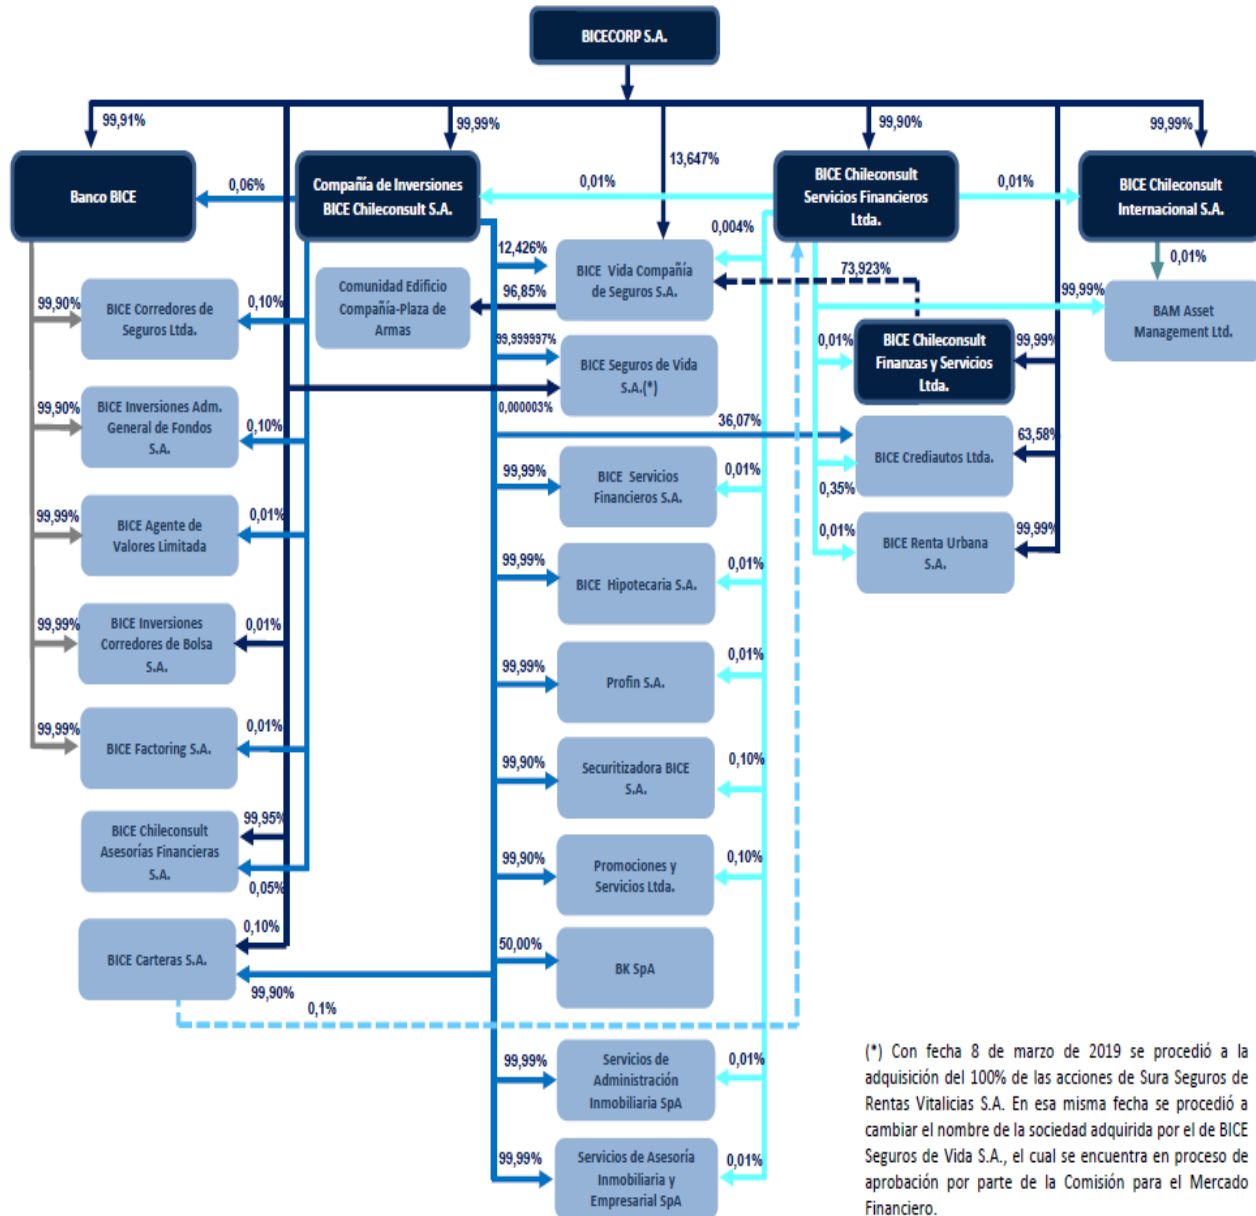 BICECORP S.A.
99,91%
99,99%
13,647%
99,90%
99,99%
Banco BICE
0,06%
Compañía de Inversiones
BICE Chileconsult S.A.
0,01%
BICE Chileconsult
Servicios Financieros
Ltda.
0,01%
BICE Chileconsult
Internacional S.A.
12,426%
BICE Vida Compañía
de Seguros S.A.
0,004%
73,923%
0,01%
Comunidad Edificio
Compañía-Plaza de
Armas
96,85%
99,90%
BICE Corredores de
Seguros Ltda.
0,10%
99,99%
BAM Asset
Management Ltd.
99,999997%
BICE Seguros de Vida
S.A.(*)
0,000003%
0,01%
BICE Chileconsult
Finanzas y Servicios
Ltda.
99,99%
99,90%
BICE Inversiones Adm.
General de Fondos
S.A.
0,10%
36,07%
BICE Crediautos Ltda.
63,58%
0,35%
99,99%
BICE Servicios
Financieros S.A.
0,01%
99,99%
BICE Agente de
Valores Limitada
0,01%
0,01%
BICE Renta Urbana
S.A.
99,99%
99,99%
BICE Hipotecaria S.A.
0,01%
99,99%
BICE Inversiones
Corredores de Bolsa
S.A.
0,01%
99,99%
Profin S.A.
0,01%
99,99%
BICE Factoring S.A.
0,01%
99,90%
Securitizadora BICE
S.A.
0,10%
BICE Chileconsult
Asesorías Financieras
S.A.
99,95%
0,05%
99,90%
Promociones y
Servicios Ltda.
0,10%
BICE Carteras S.A.
0,10%
99,90%
0,1%
50,00%
BK SpA
99,99%
Servicios de
Administración
Inmobiliaria SpA
0,01%
99,99%
Servicios de Asesoría
Inmobiliaria y
Empresarial SpA
0,01%
(*) Con fecha 8 de marzo de 2019 se procedió a la
adquisición del 100% de las acciones de Sura Seguros de
Rentas Vitalicias S.A. En esa misma fecha se procedió a
cambiar el nombre de la sociedad adquirida por el de BICE
Seguros de Vida S.A., el cual se encuentra en proceso de
aprobación por parte de la Comisión para el Mercado
Financiero.